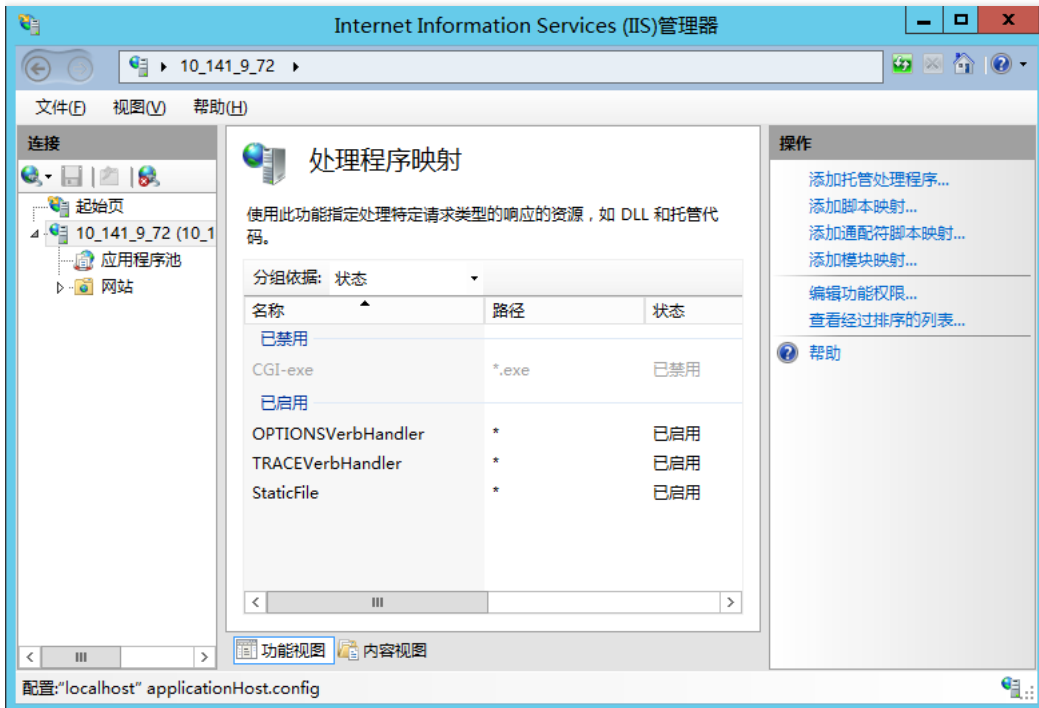 Internet Information Services (IIS)管理器
10_141_9_72
文件(F) 视图(V) 帮助(H)
连接
起始页
10_141_9_72 (10_1
应用程序池
网站
处理程序映射
使用此功能指定处理特定请求类型的响应的资源，如 DLL 和托管代
码。
分组依据: 状态
名称 路径 状态
已禁用
CGI-exe *.exe 已禁用
已启用
OPTIONSVerbHandler * 已启用
TRACEVerbHandler * 已启用
StaticFile * 已启用
功能视图 内容视图
操作
添加托管处理程序...
添加脚本映射...
添加通配符脚本映射...
添加模块映射...
编辑功能权限...
查看经过排序的列表...
帮助
配置:"localhost" applicationHost.config